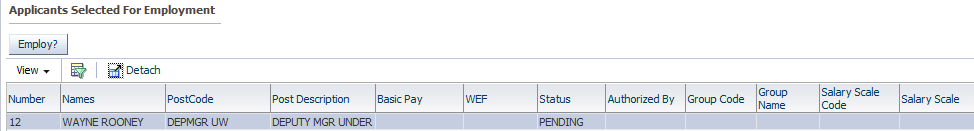 Applicants Selected For Employment
Employ?
View Detach
Number Names PostCode Post Description Basic Pay WEF Status Authorized By Group Code Group Name Salary Scale Code Salary Scale
12 WAYNE ROONEY DEPMGR UW DEPUTY MGR UNDER PENDING